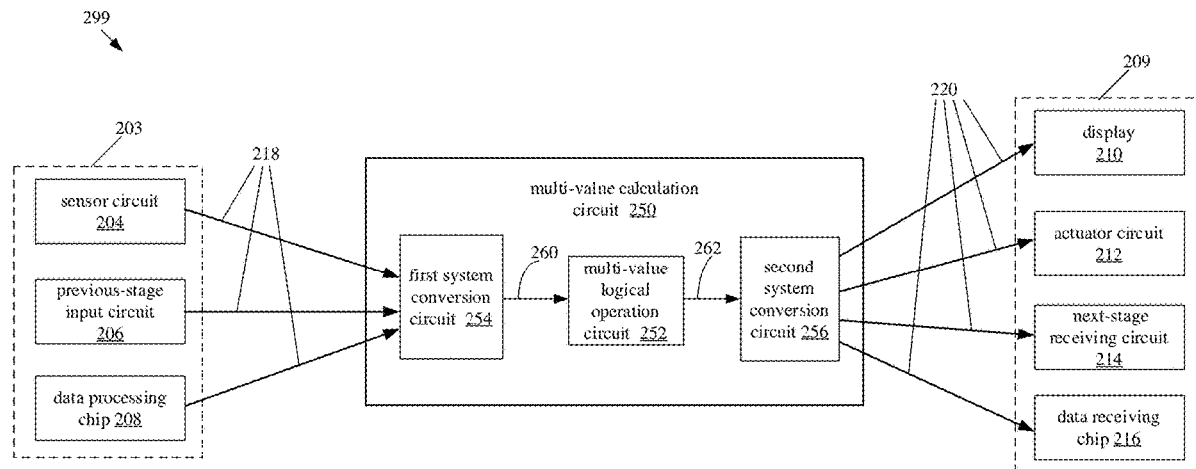 299
203
sensor circuit
204
previous-stage
input circuit
206
data processing
chip 208
218
multi-value calculation
circuit 250
first system
conversion
circuit 254
260
multi-value
logical
operation
circuit 252
262
second
system
conversion
circuit 256
220
209
display
210
actuator circuit
212
next-stage
receiving circuit
214
data receiving
chip 216